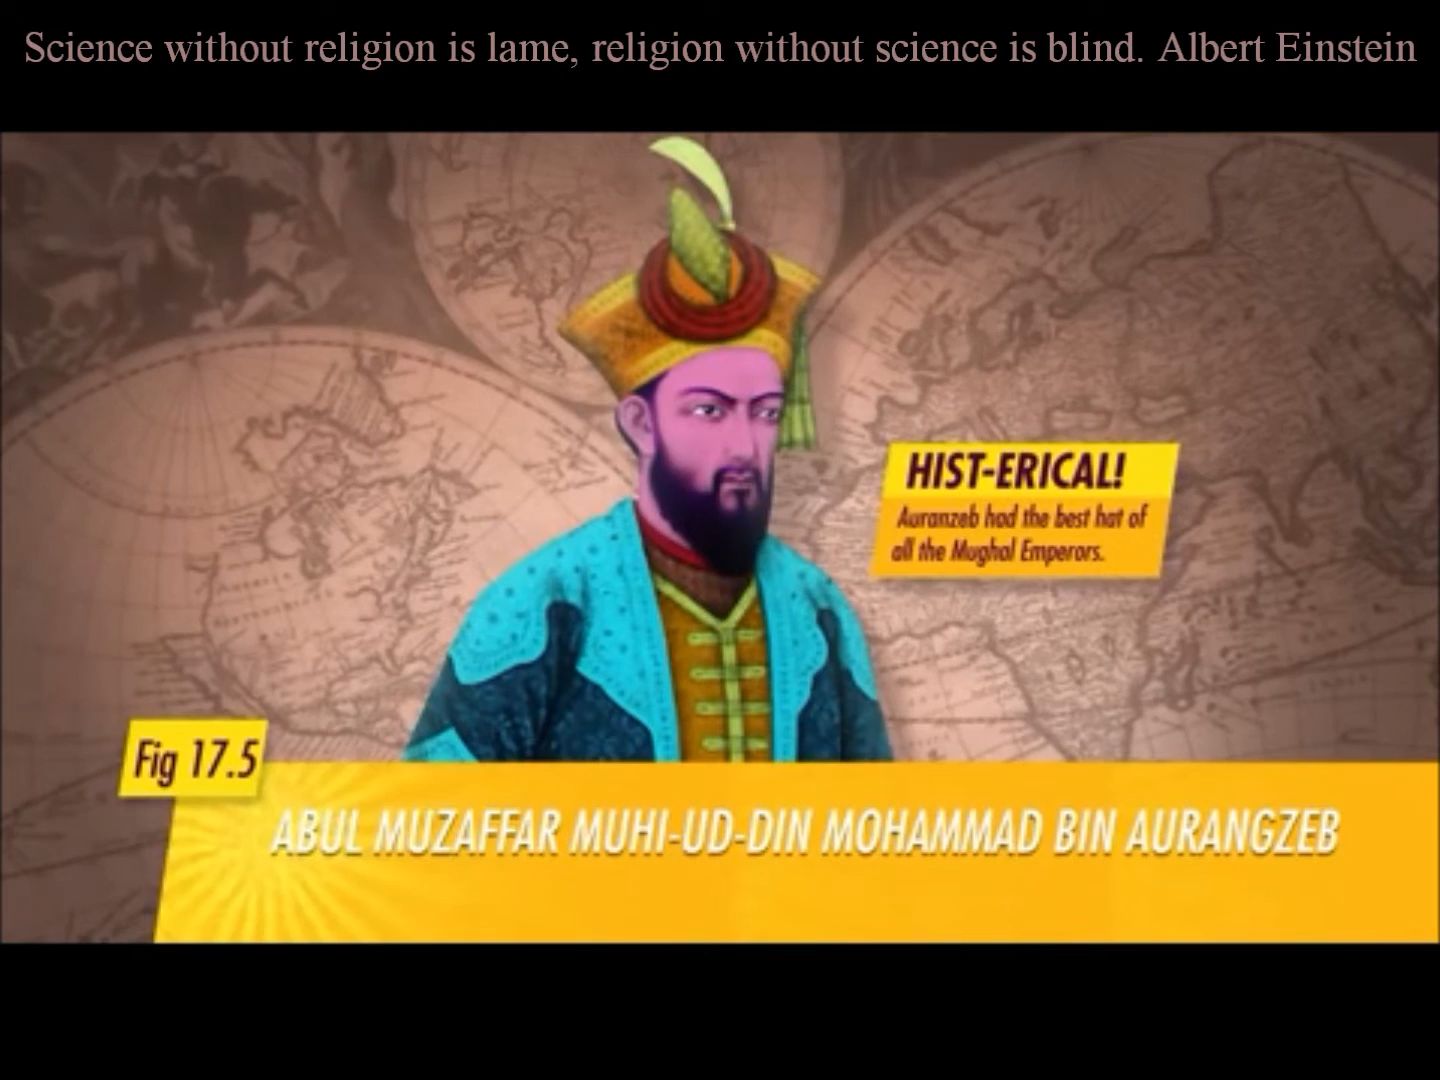 Science without religion is lame, religion without science is blind. Albert Einstein
HIST-ERICAL!
Auranzeb had the best hat of
all the Mughal Emperors.
Fig 17.5
ABUL MUZAFFAR MUHI-UD-DIN MOHAMMAD BIN AURANGZEB